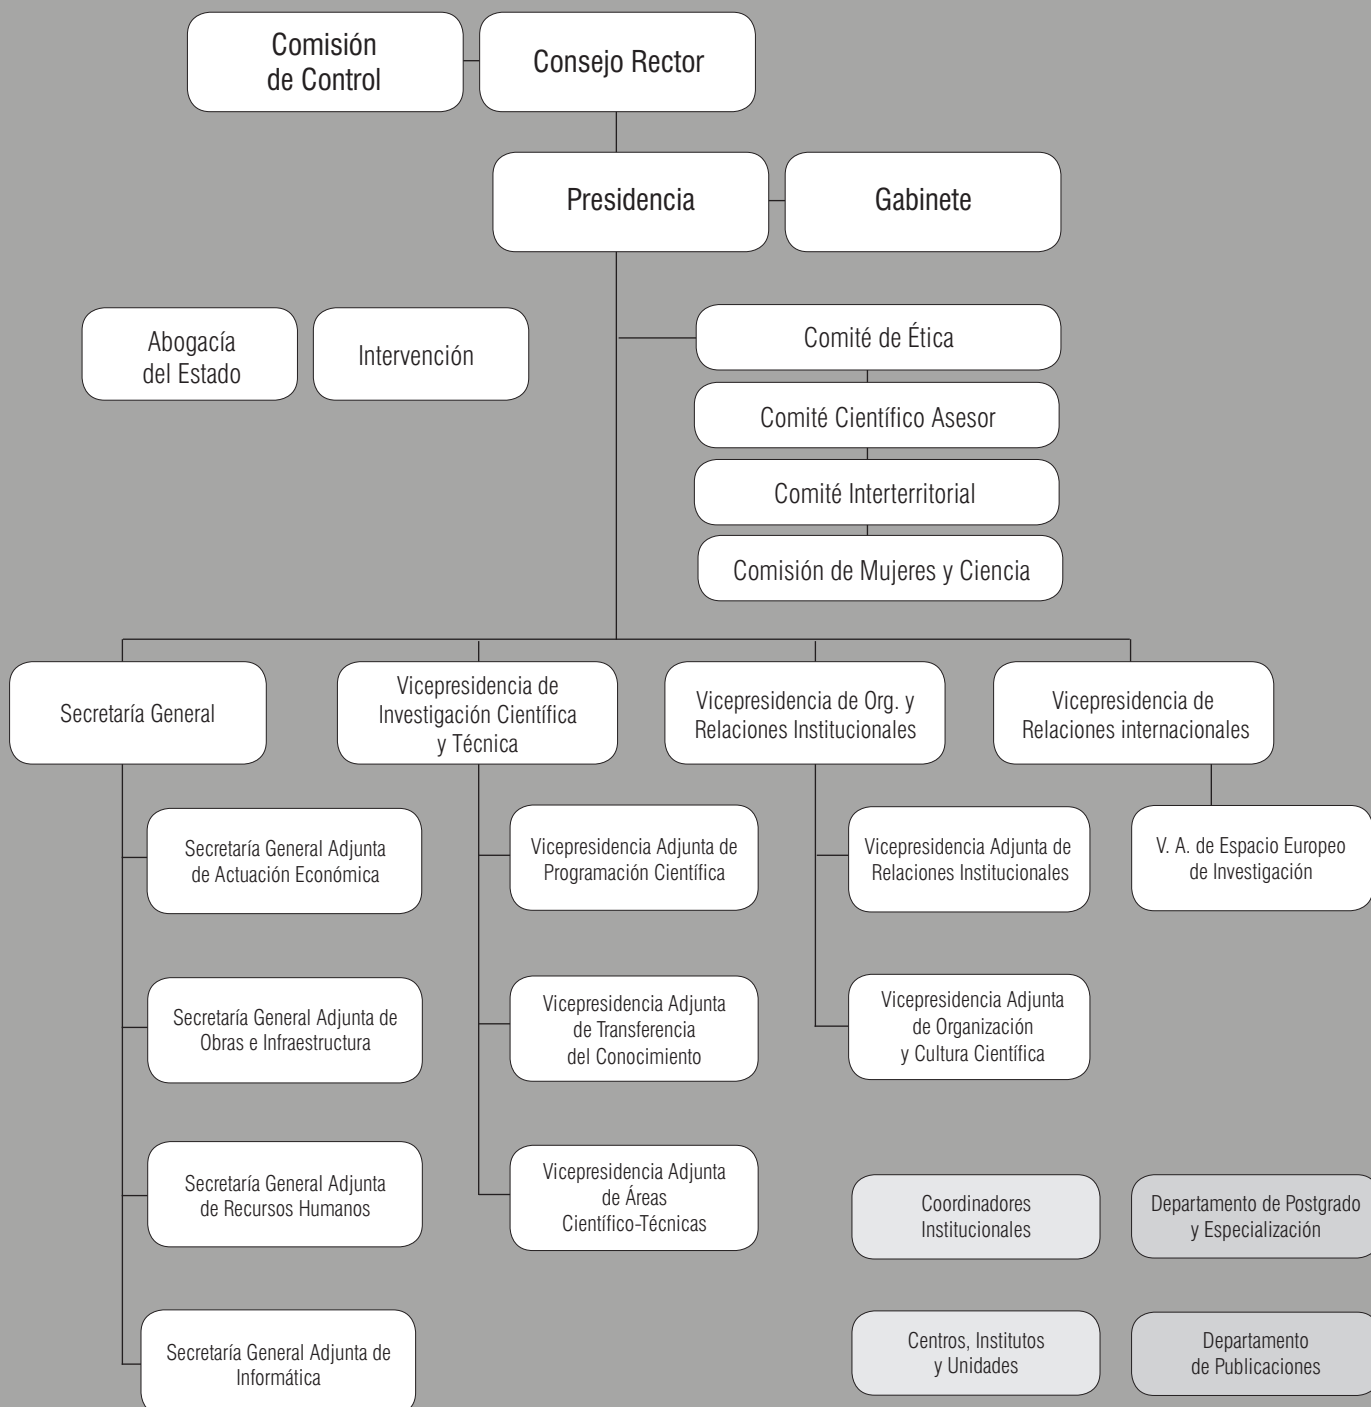 Comisión
de Control
Consejo Rector
Presidencia
Gabinete
Abogacía
del Estado
Intervención
Comité de Ética
Comité Científico Asesor
Comité Interterritorial
Comisión de Mujeres y Ciencia
Secretaría General
Vicepresidencia de
Investigación Científica
y Técnica
Vicepresidencia de Org. y
Relaciones Institucionales
Vicepresidencia de
Relaciones internacionales
Secretaría General Adjunta
de Actuación Económica
Vicepresidencia Adjunta de
Programación Científica
Vicepresidencia Adjunta de
Relaciones Institucionales
V. A. de Espacio Europeo
de Investigación
Secretaría General Adjunta de
Obras e Infraestructura
Vicepresidencia Adjunta
de Transferencia
del Conocimiento
Vicepresidencia Adjunta
de Organización
y Cultura Científica
Secretaría General Adjunta
de Recursos Humanos
Vicepresidencia Adjunta
de Áreas
Científico-Técnicas
Coordinadores
Institucionales
Departamento de Postgrado
y Especialización
Secretaría General Adjunta de
Informática
Centros, Institutos
y Unidades
Departamento
de Publicaciones